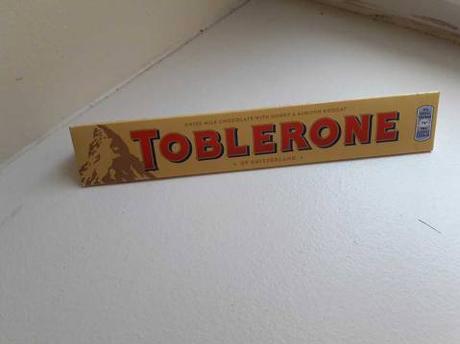 SWISS MILK CHOCOLATE WITH HONEY & ALMOND NOUGAT
TOBLERONE
OF SWITZERLAND